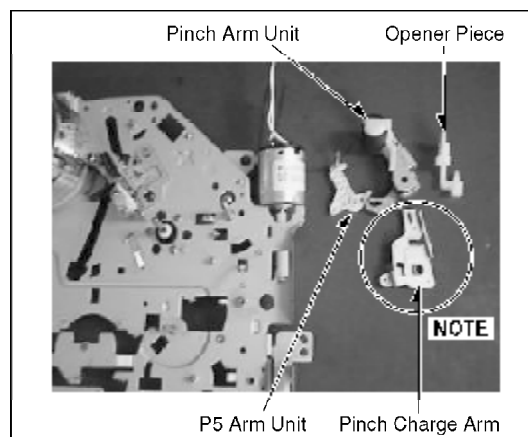 Pinch Arm Unit
Opener Piece
NOTE
P5 Arm Unit
Pinch Charge Arm